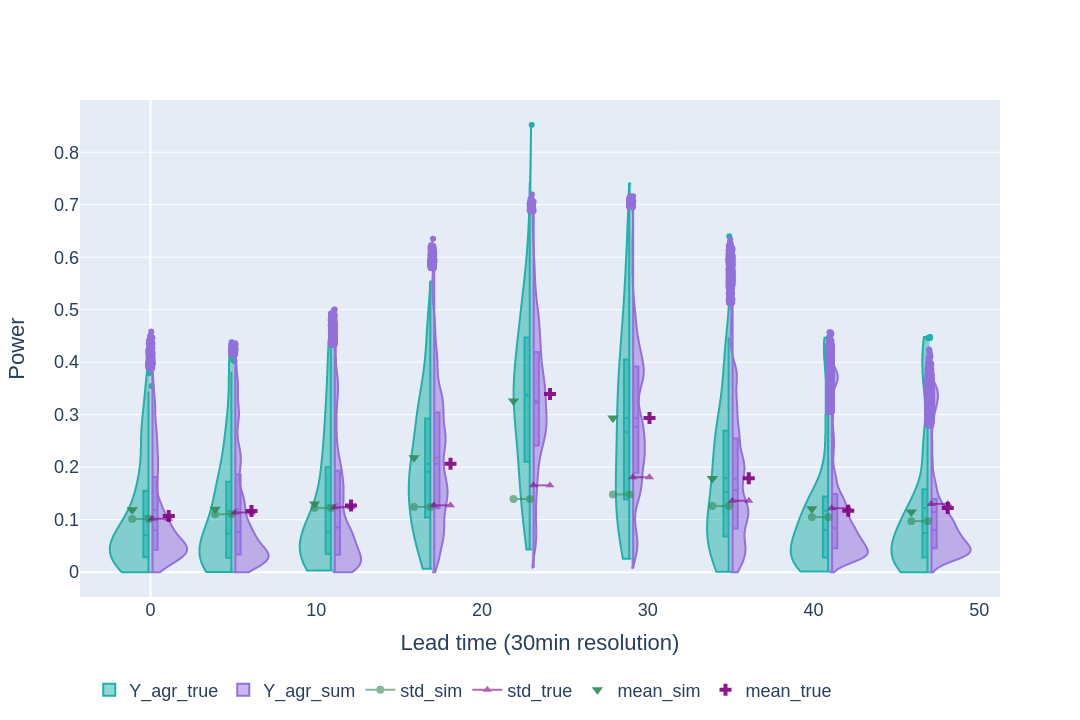 0.8
0.7
0.6
0.5
0.4
0.3
0.2
0.1
0
Power
0 10 20 30 40 50
Lead time (30min resolution)
Y_agr_true Y_agr_sum std_sim std_true mean_sim mean_true